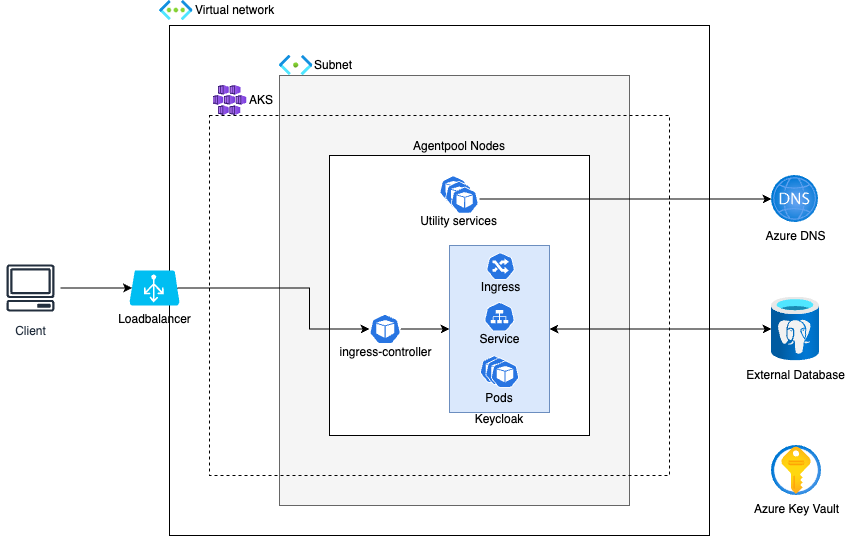 Virtual network
Subnet
AKS
Agentpool Nodes
Utility services
DNS
Azure DNS
Ingress
Client
Loadbalancer
ingress-controller
Service
External Database
Pods
Keycloak
Azure Key Vault